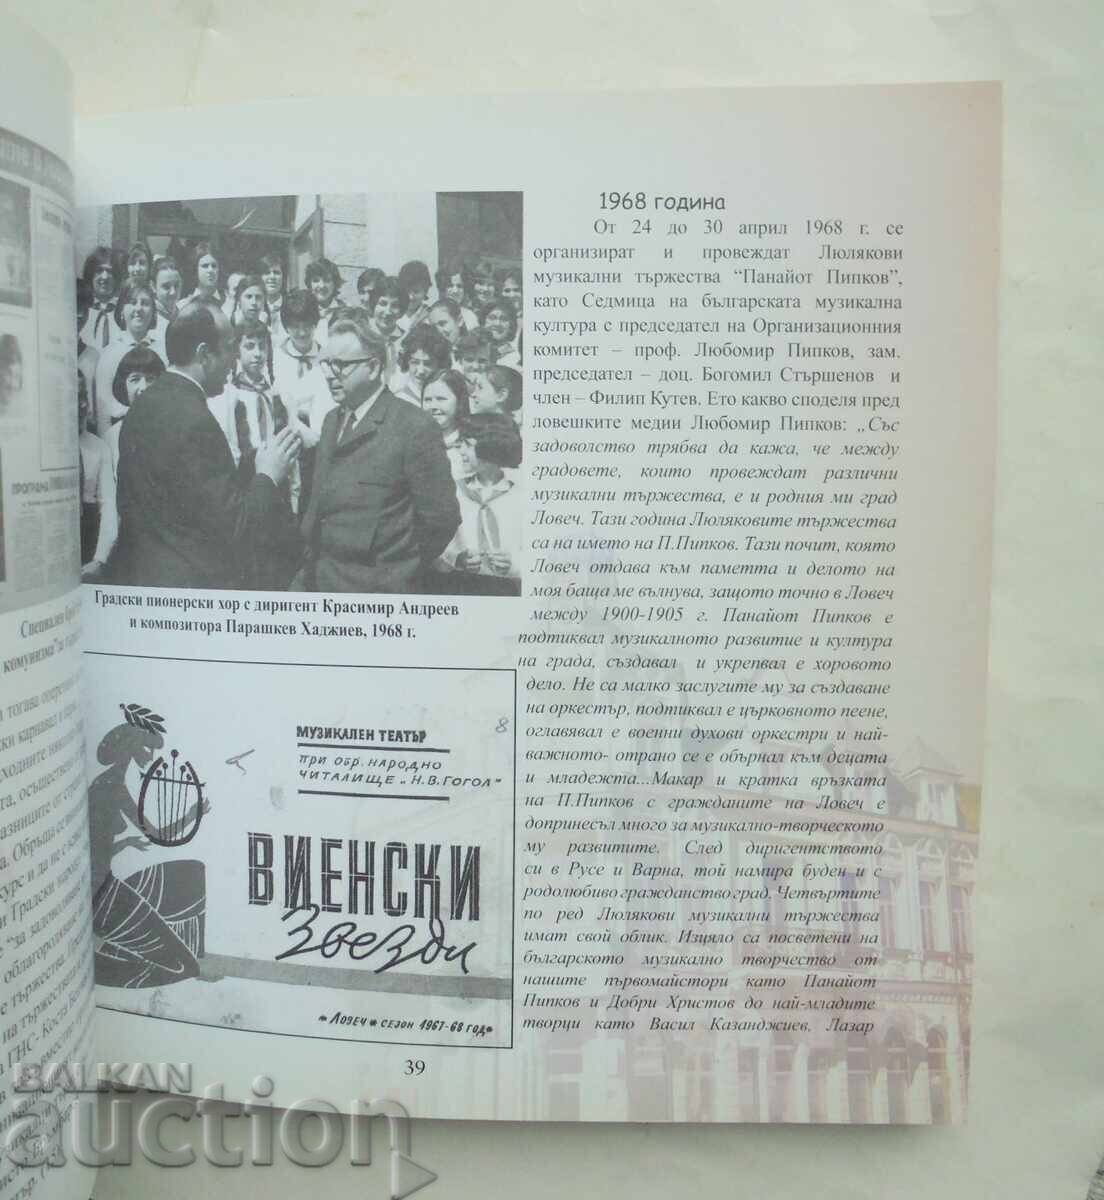 1968 година
От 24 до 30 април 1968 г. се
организират и провеждат Люлякови
музикални тържества “Панайот Пипков”,
като Седмица на българската музикална
култура с председател на Организационния
комитет – проф. Любомир Пипков, зам.
председател – доц. Богомил Стършенов и
член – Филип Кутев. Ето какво споделя пред
ловешките медии Любомир Пипков: „Със
задоволство трябва да кажа, че между
градовете, които провеждат различни
музикални тържества, е и родния ми град
Ловеч. Тази година Люляковите тържества
са на името на П.Пипков. Тази почит, която
Ловеч отдава към паметта и делото на
моя баща ме вълнува, защото точно в Ловеч
между 1900-1905 г. Панайот Пипков е
подтиквал музикалното развитие и култура
на града, създавал и укрепвал е хоровото
дело. Не са малко заслугите му за създаване
на оркестър, подтиквал е църковното пеене,
оглавявал е военни духови оркестри и най-
важното- отрано се е обърнал към децата
и младежта...Макар и кратка връзката
на П.Пипков с гражданите на Ловеч е
допринесъл много за музикално-творческото
му развитите. След диригентството
си в Русе и Варна, той намира буден и с
родолюбиво гражданство град. Четвъртите
по ред Люлякови музикални тържества
имат свой облик. Изцяло са посветени на
българското музикално творчество от
нашите първомайстори като Панайот
Пипков и Добри Христов до най-младите
творци като Васил Казанджиев, Лазар
Градски пионерски хор с диригент Красимир Андреев
и композитора Парашкев Хаджиев, 1968 г.
МУЗИКАЛЕН ТЕАТЪР
8
ПРИ ОБР. НАРОДНО
ЧИТАЛИЩЕ „Н.В.ГОГОЛ“
ВИЕНСКИ
Звезди
* ЛОВЕЧ * СЕЗОН 1967-68 ГОД*
39
BALKAN
auction